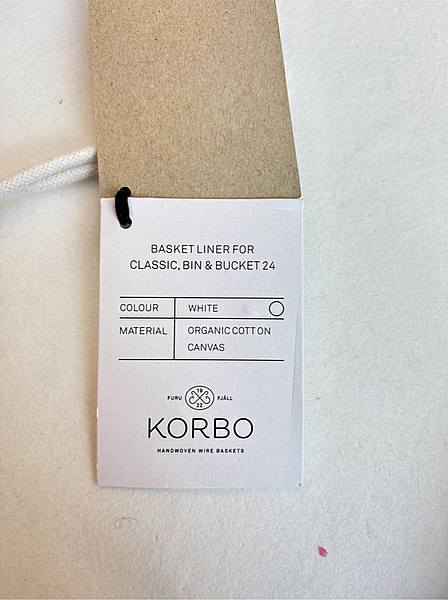 BASKET LINER FOR
CLASSIC, BIN & BUCKET 24
COLOUR WHITE
MATERIAL ORGANIC COTTON
CANVAS
19
FURU FJÄLL
22
KORBO
HANDWOVEN WIRE BASKETS